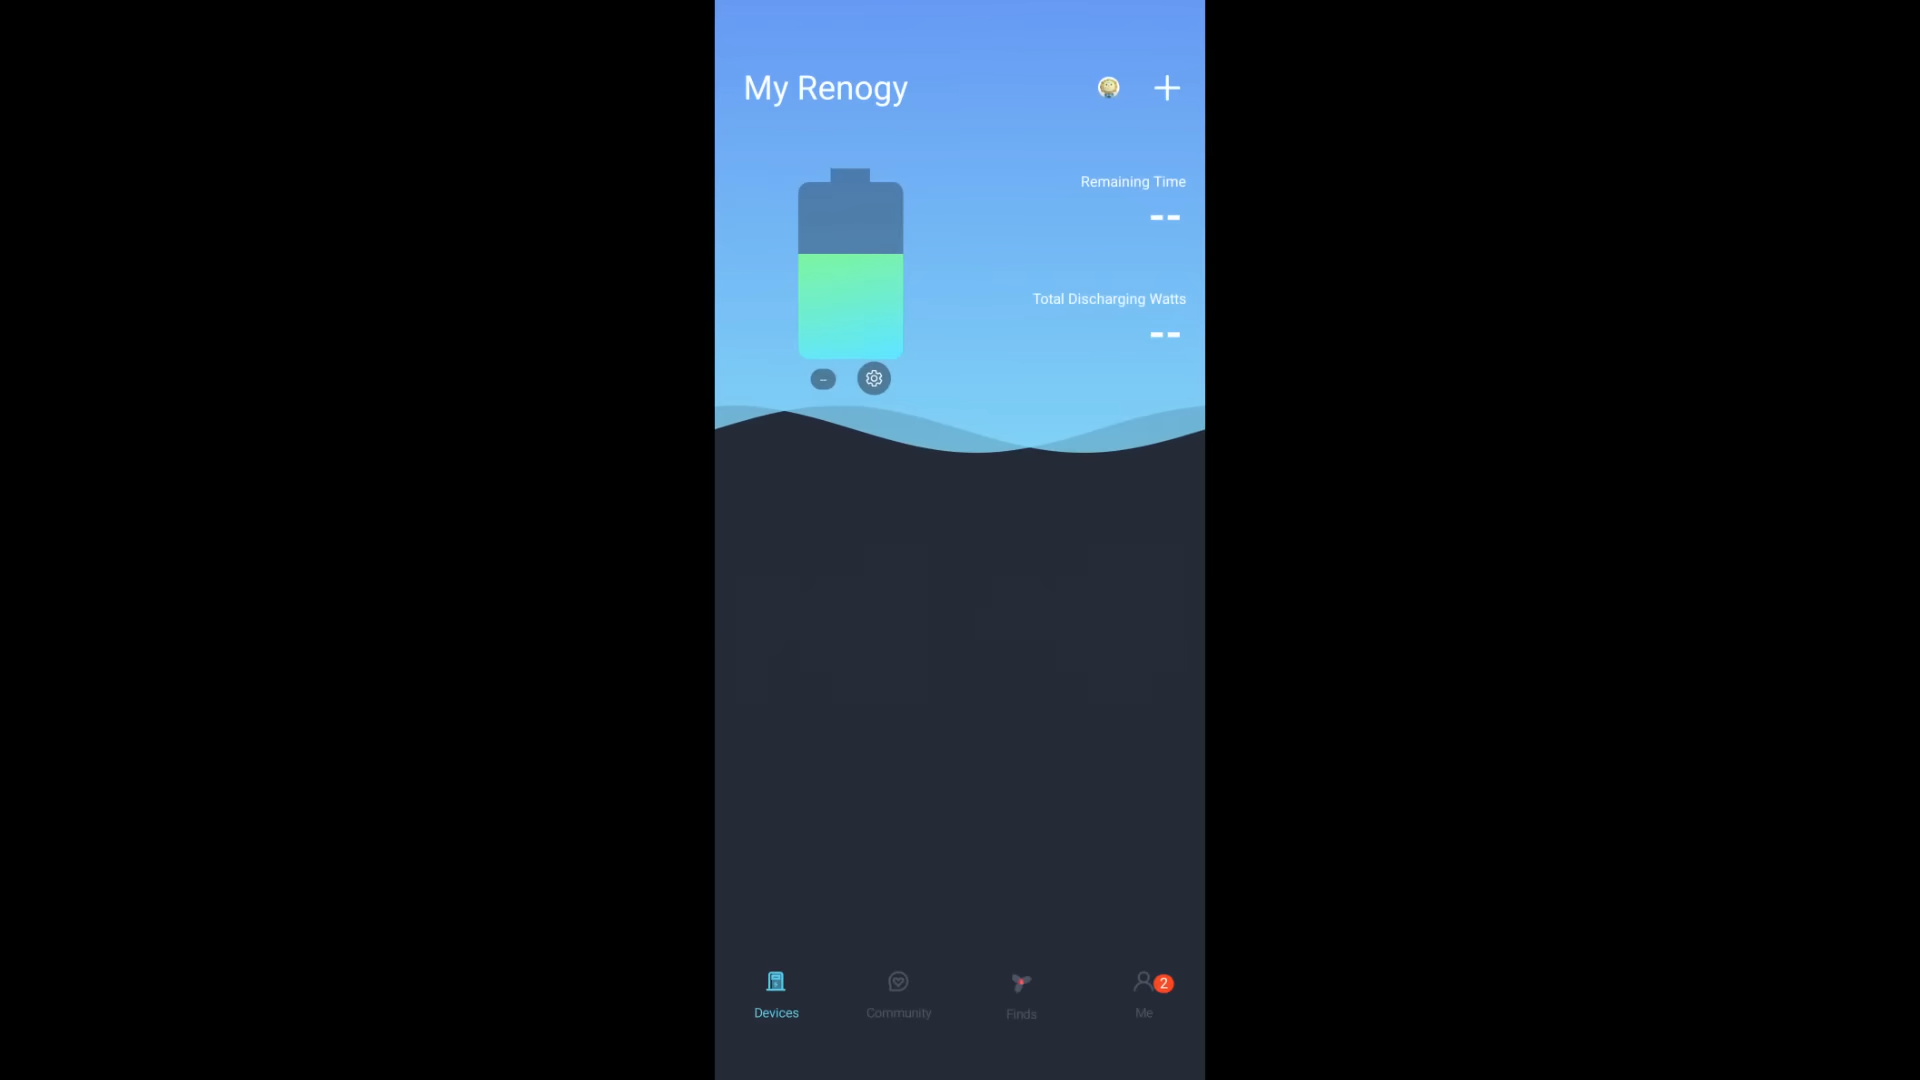 My Renogy
Remaining Time
--
Total Discharging Watts
--
--
Devices
Community
Finds
Me
2